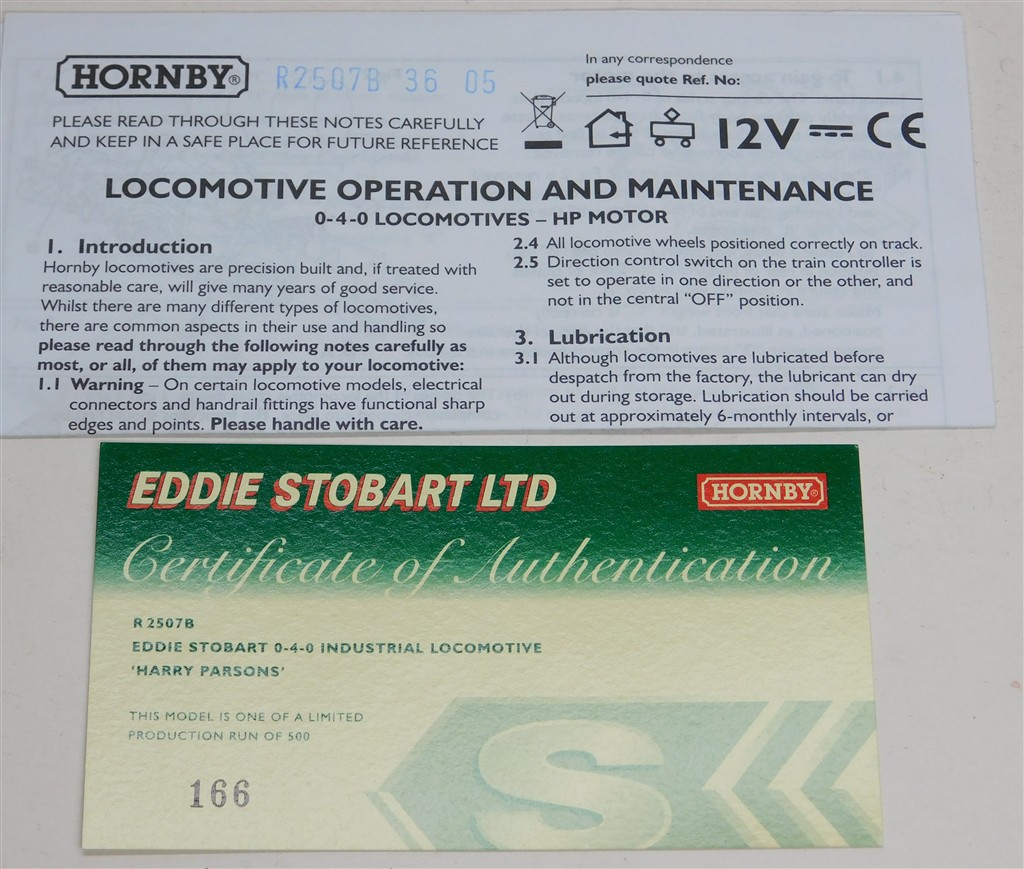 HORNBY® R2507B 36 05
In any correspondence
please quote Ref. No:
PLEASE READ THROUGH THESE NOTES CAREFULLY
AND KEEP IN A SAFE PLACE FOR FUTURE REFERENCE
12V CE
LOCOMOTIVE OPERATION AND MAINTENANCE
0-4-0 LOCOMOTIVES – HP MOTOR
1. Introduction
Hornby locomotives are precision built and, if treated with
reasonable care, will give many years of good service.
Whilst there are many different types of locomotives,
there are common aspects in their use and handling so
please read through the following notes carefully as
most, or all, of them may apply to your locomotive:
1.1 Warning – On certain locomotive models, electrical
connectors and handrail fittings have functional sharp
edges and points. Please handle with care.
2.4 All locomotive wheels positioned correctly on track.
2.5 Direction control switch on the train controller is
set to operate in one direction or the other, and
not in the central “OFF” position.
3. Lubrication
3.1 Although locomotives are lubricated before
despatch from the factory, the lubricant can dry
out during storage. Lubrication should be carried
out at approximately 6-monthly intervals, or
EDDIE STOBART LTD
HORNBY®
Certificate of Authentication
R2507B
EDDIE STOBART 0-4-0 INDUSTRIAL LOCOMOTIVE
‘HARRY PARSONS’
THIS MODEL IS ONE OF A LIMITED
PRODUCTION RUN OF 500
166
S